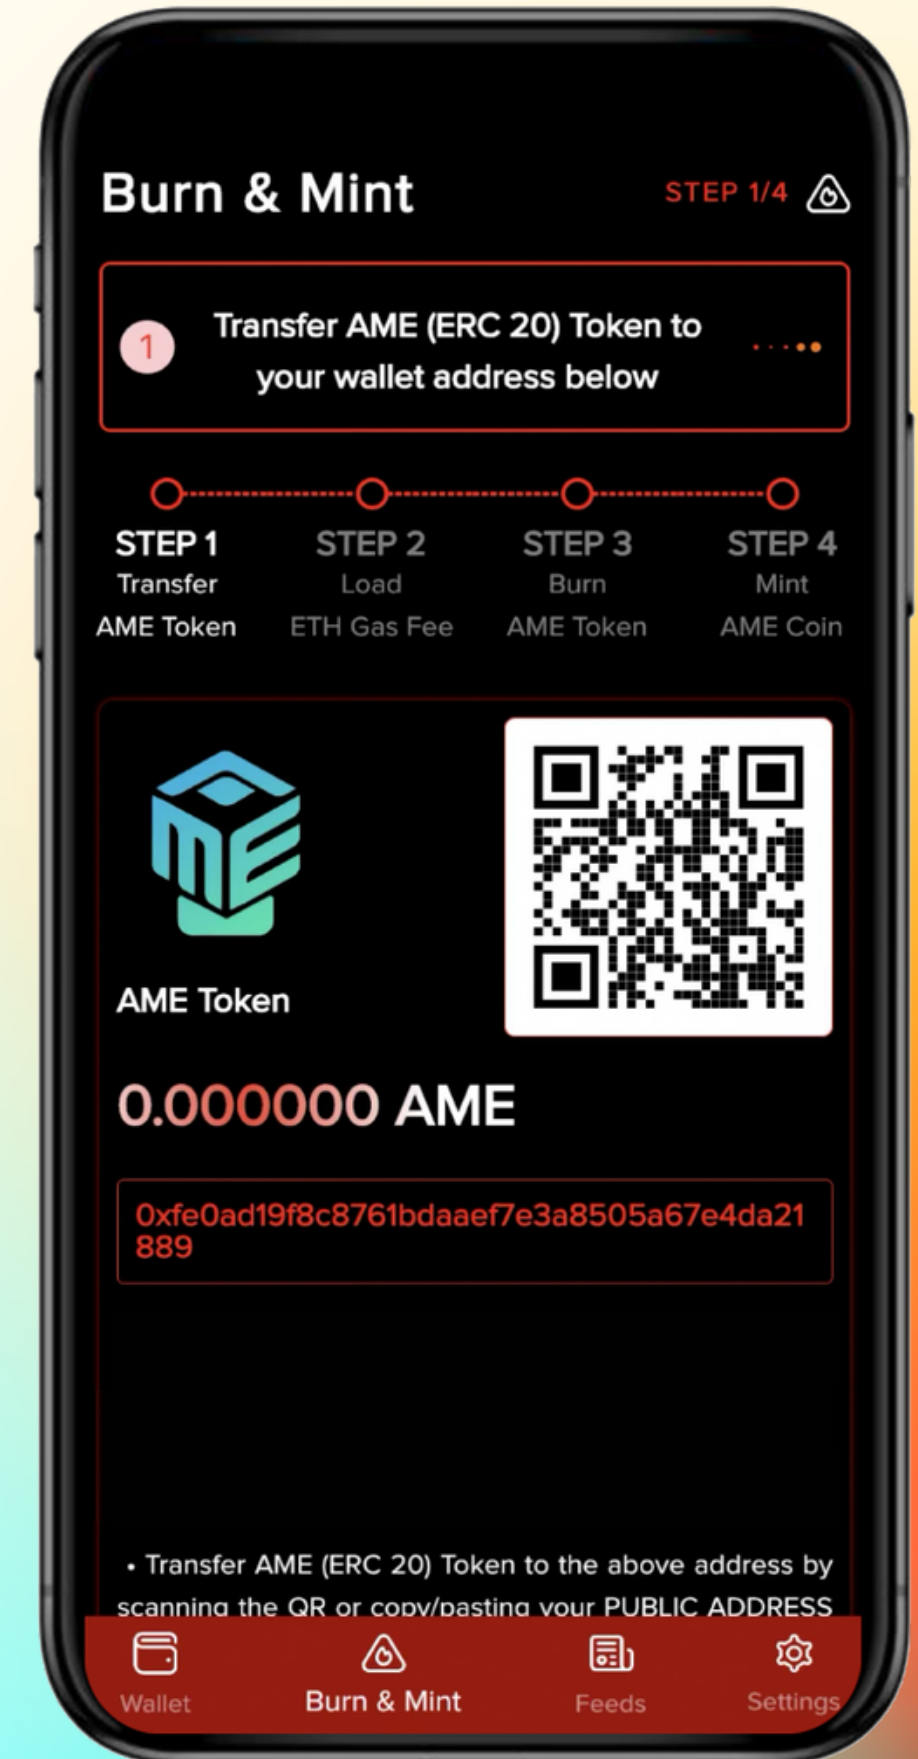 Burn & Mint
STEP 1/4
1
Transfer AME (ERC 20) Token to
your wallet address below
STEP 1
Transfer
AME Token
STEP 2
Load
ETH Gas Fee
STEP 3
Burn
AME Token
STEP 4
Mint
AME Coin
AME
AME Token
0.000000 AME
0xfe0ad19f8c8761bdaaef7e3a8505a67e4da21
889
• Transfer AME (ERC 20) Token to the above address by
scanning the QR or copy/pasting your PUBLIC ADDRESS
Wallet
Burn & Mint
Feeds
Settings